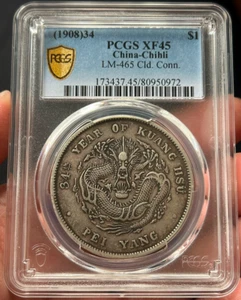 (1908)34 $1
PCGS XF45
China-Chihli
LM-465 Cld. Conn.
173437.45/80950972
PCGS
34TH YEAR OF KUANG HSU
PEI YANG